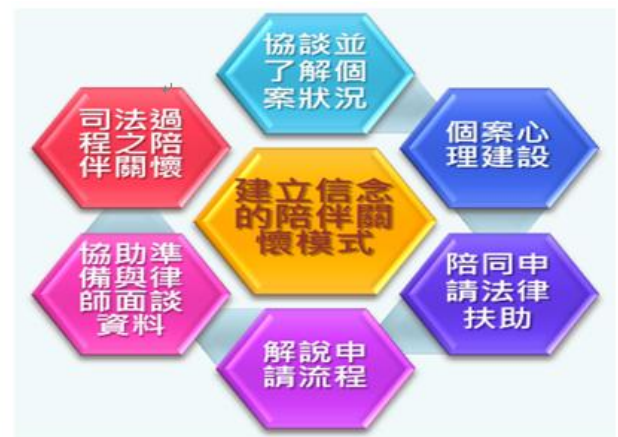 協談並
了解個
案狀況
個案心
理建設
陪同申
請法律
扶助
解說申
請流程
協助準
備與律
師面談
資料
司法過
程之陪
伴關懷
建立信念
的陪伴關
懷模式